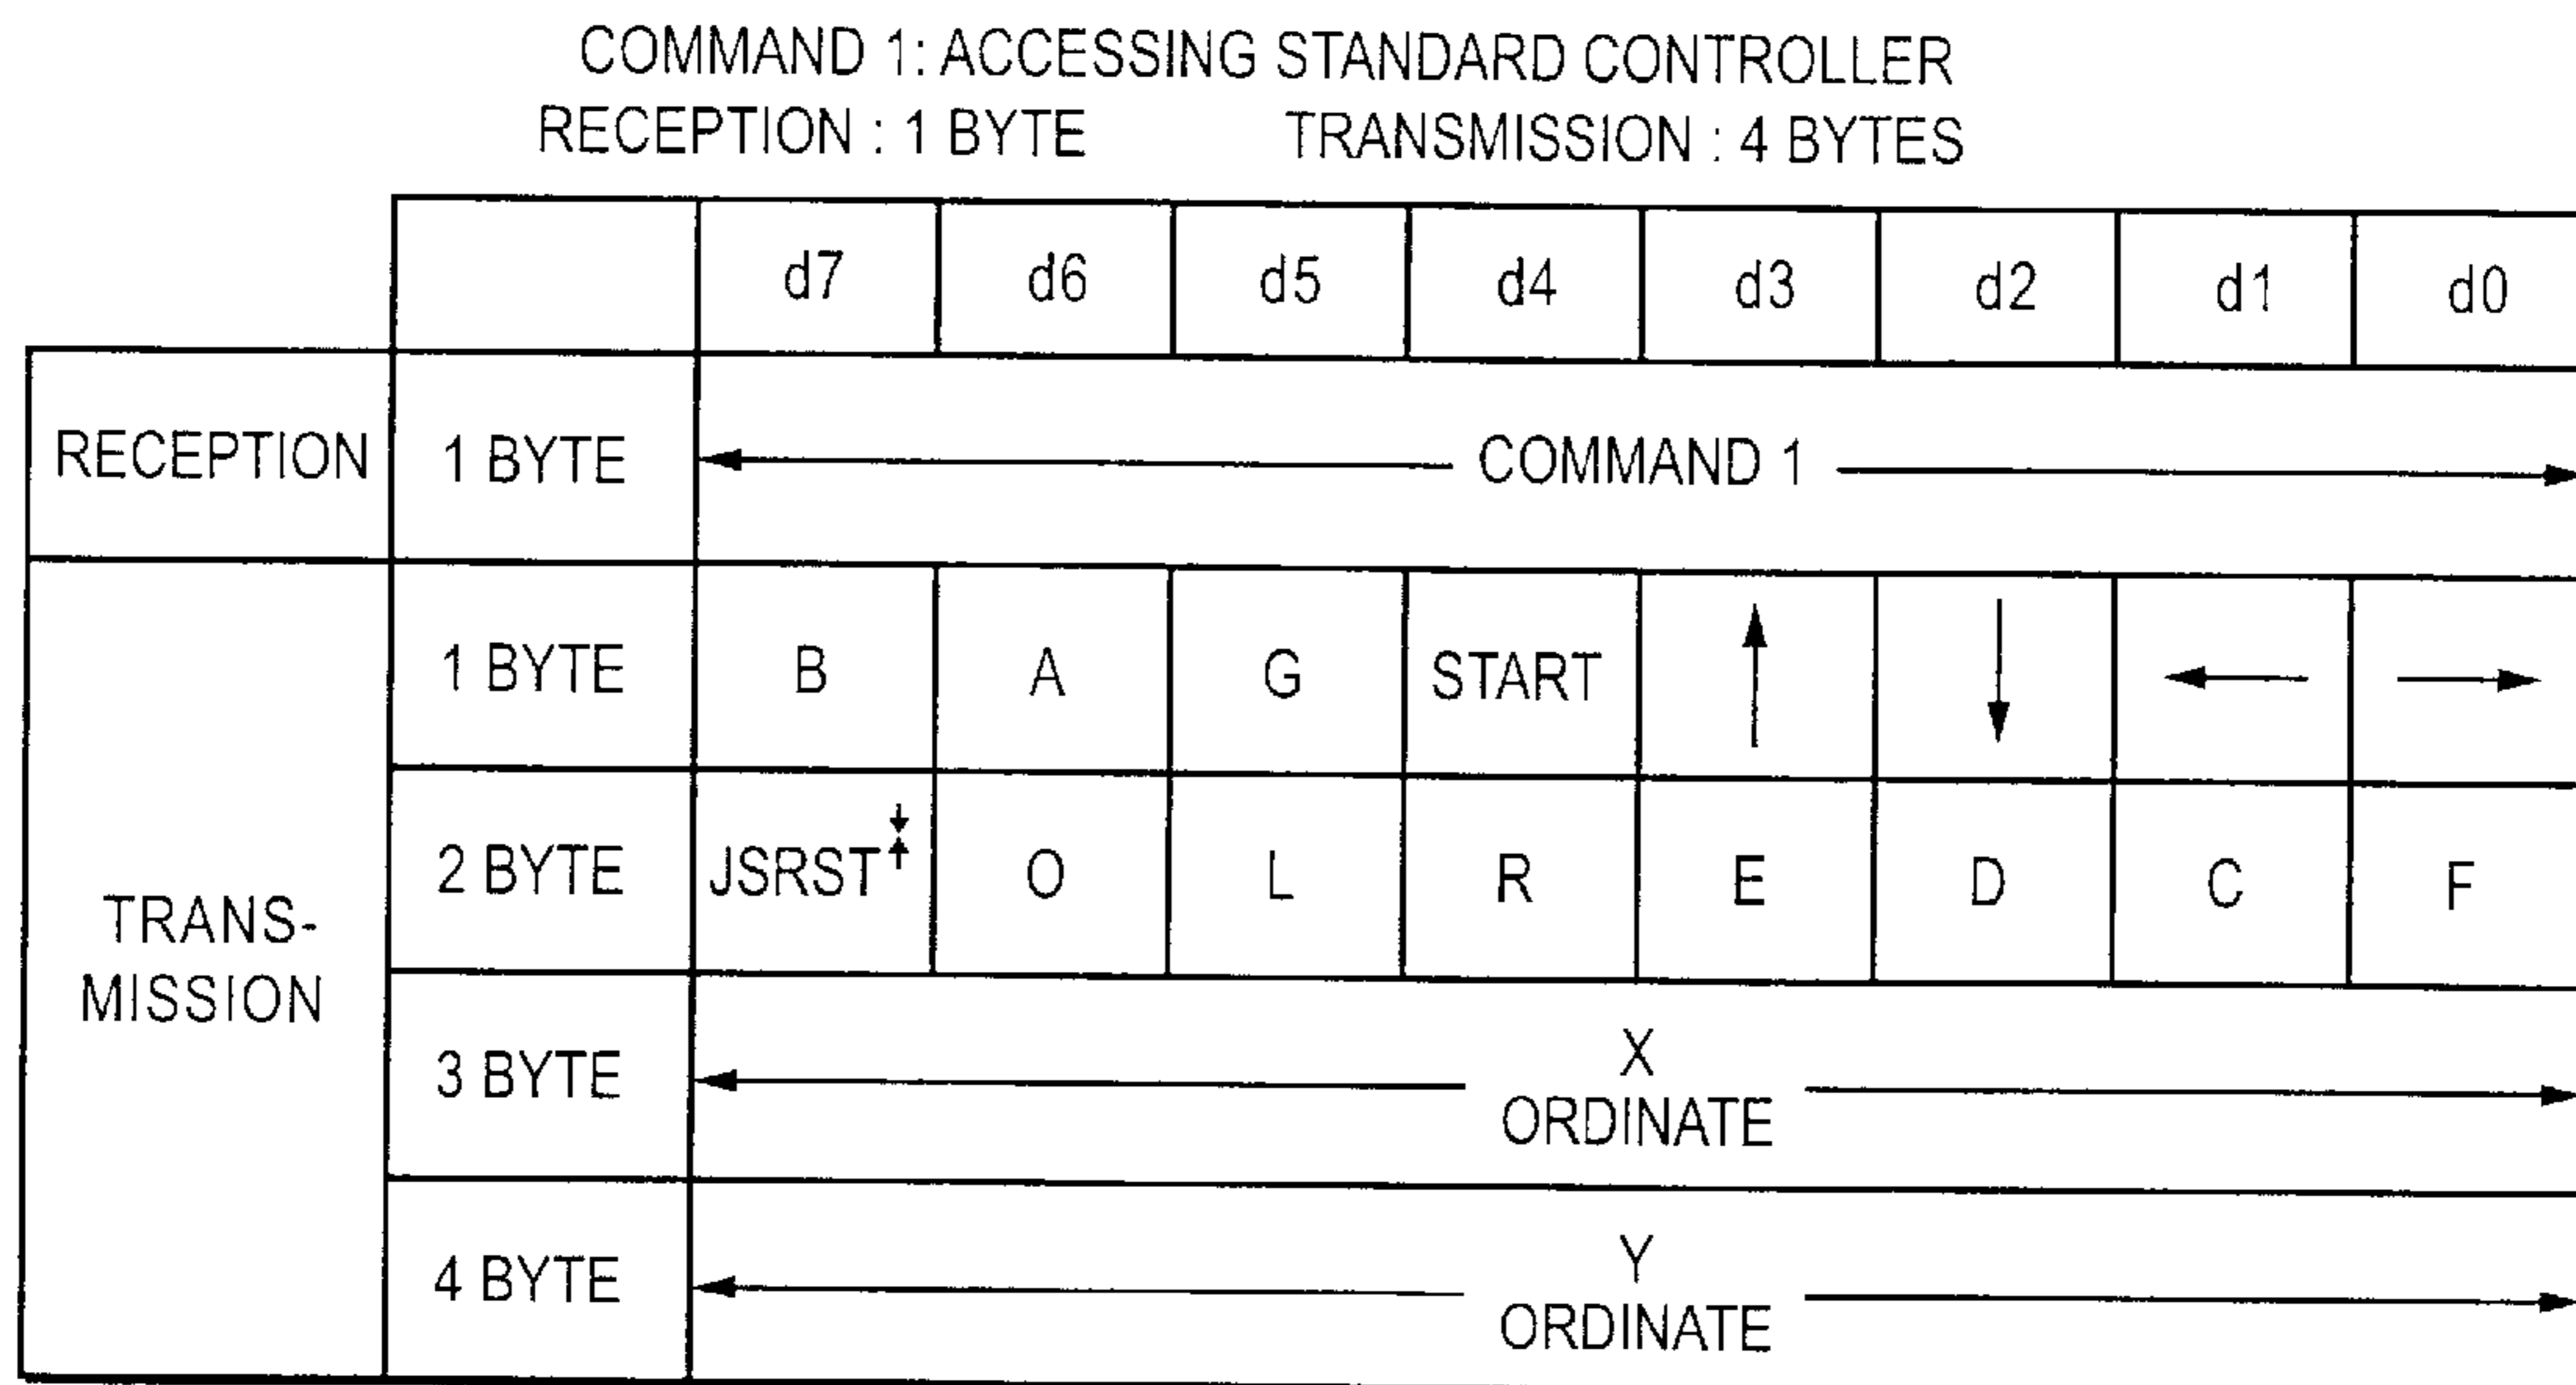 COMMAND 1: ACCESSING STANDARD CONTROLLER
RECEPTION : 1 BYTE TRANSMISSION : 4 BYTES
d7 d6 d5 d4 d3 d2 d1 d0
RECEPTION 1 BYTE COMMAND 1
TRANS-
MISSION
1 BYTE B A G START ↑ ↓ ← →
2 BYTE JSRST O L R E D C F
3 BYTE X
ORDINATE
4 BYTE Y
ORDINATE